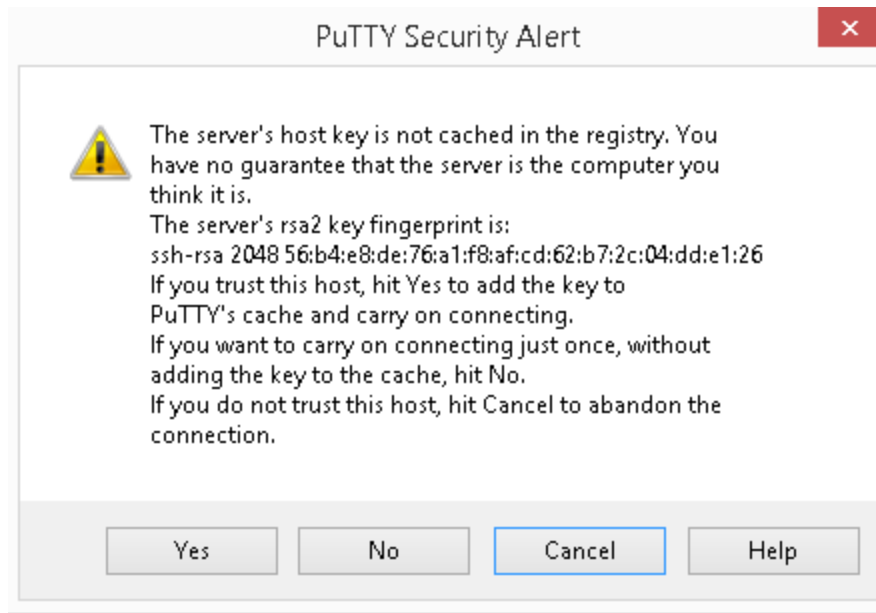 PuTTY Security Alert
The server's host key is not cached in the registry. You
have no guarantee that the server is the computer you
think it is.
The server's rsa2 key fingerprint is:
ssh-rsa 2048 56:b4:e8:de:76:a1:f8:af:cd:62:b7:2c:04:dd:e1:26
If you trust this host, hit Yes to add the key to
PuTTY's cache and carry on connecting.
If you want to carry on connecting just once, without
adding the key to the cache, hit No.
If you do not trust this host, hit Cancel to abandon the
connection.
Yes No Cancel Help